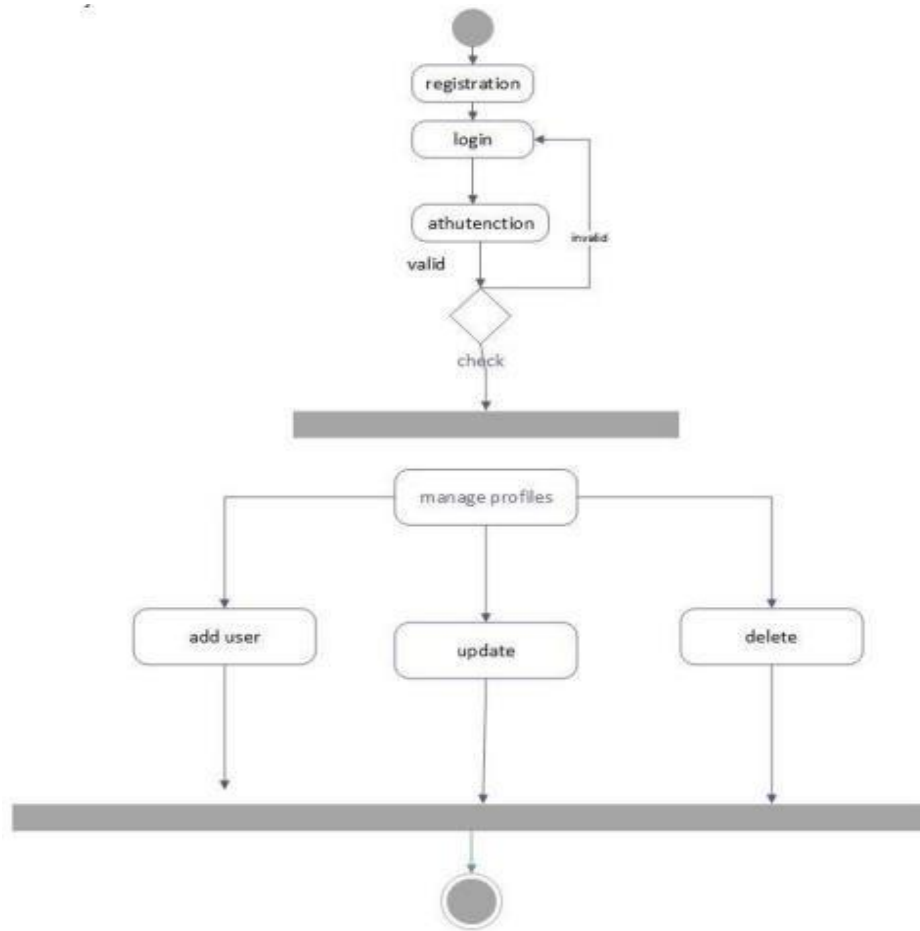 registration
login
athutenction
invalid
valid
check
manage profiles
add user
update
delete